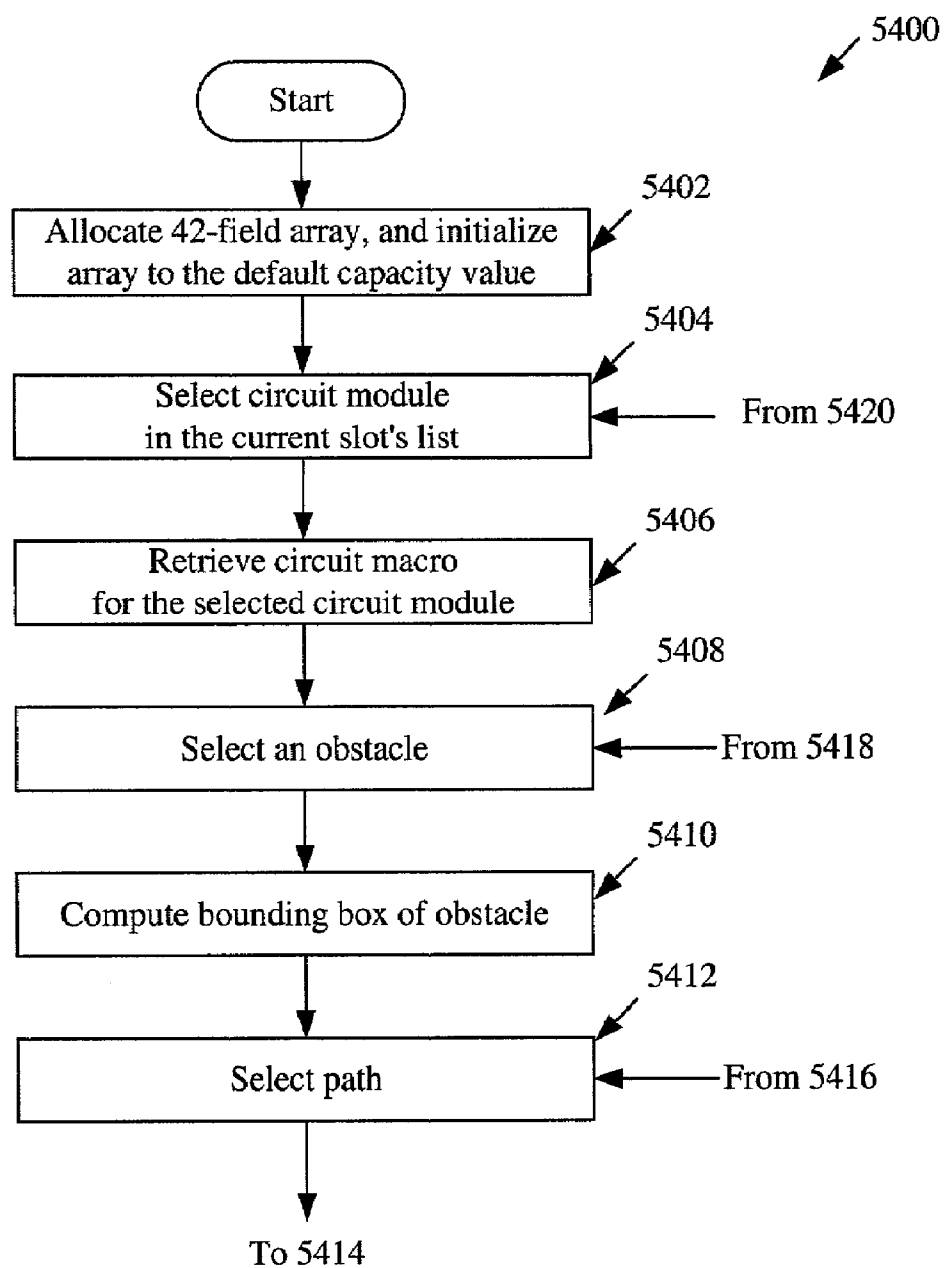 5400
Start
5402
Allocate 42-field array, and initialize
array to the default capacity value
5404
Select circuit module
in the current slot's list
From 5420
5406
Retrieve circuit macro
for the selected circuit module
5408
Select an obstacle
From 5418
5410
Compute bounding box of obstacle
5412
Select path
From 5416
To 5414